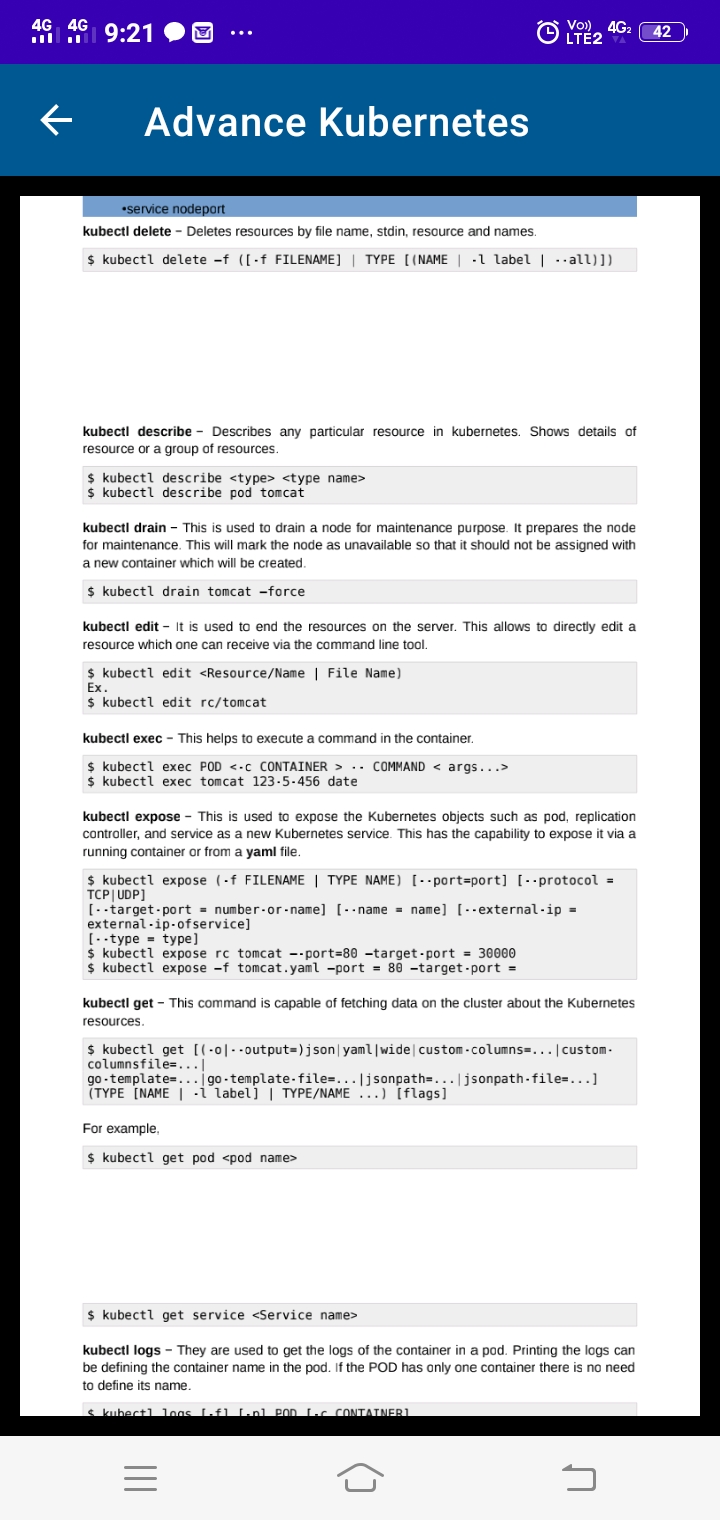 4G 4G 9:21 ... Vo)) LTE2 4G2 42
Advance Kubernetes
•service nodeport
kubectl delete – Deletes resources by file name, stdin, resource and names.
$ kubectl delete –f ([-f FILENAME] | TYPE [(NAME | -l label | --all)])
kubectl describe – Describes any particular resource in kubernetes. Shows details of
resource or a group of resources.
$ kubectl describe <type> <type name>
$ kubectl describe pod tomcat
kubectl drain – This is used to drain a node for maintenance purpose. It prepares the node
for maintenance. This will mark the node as unavailable so that it should not be assigned with
a new container which will be created.
$ kubectl drain tomcat –force
kubectl edit – It is used to end the resources on the server. This allows to directly edit a
resource which one can receive via the command line tool.
$ kubectl edit <Resource/Name | File Name)
Ex.
$ kubectl edit rc/tomcat
kubectl exec – This helps to execute a command in the container.
$ kubectl exec POD <-c CONTAINER > -- COMMAND < args...>
$ kubectl exec tomcat 123-5-456 date
kubectl expose – This is used to expose the Kubernetes objects such as pod, replication
controller, and service as a new Kubernetes service. This has the capability to expose it via a
running container or from a yaml file.
$ kubectl expose (-f FILENAME | TYPE NAME) [--port=port] [--protocol =
TCP|UDP]
[--target-port = number-or-name] [--name = name] [--external-ip =
external-ip-ofservice]
[--type = type]
$ kubectl expose rc tomcat –-port=80 –target-port = 30000
$ kubectl expose –f tomcat.yaml –port = 80 –target-port =
kubectl get – This command is capable of fetching data on the cluster about the Kubernetes
resources.
$ kubectl get [(-o|--output=)json|yaml|wide|custom-columns=...|custom-
columnsfile=...|
go-template=...|go-template-file=...|jsonpath=...|jsonpath-file=...]
(TYPE [NAME | -l label] | TYPE/NAME ...) [flags]
For example,
$ kubectl get pod <pod name>
$ kubectl get service <Service name>
kubectl logs – They are used to get the logs of the container in a pod. Printing the logs can
be defining the container name in the pod. If the POD has only one container there is no need
to define its name.
$ kubectl logs [-f] [-p] POD [-c CONTAINER]